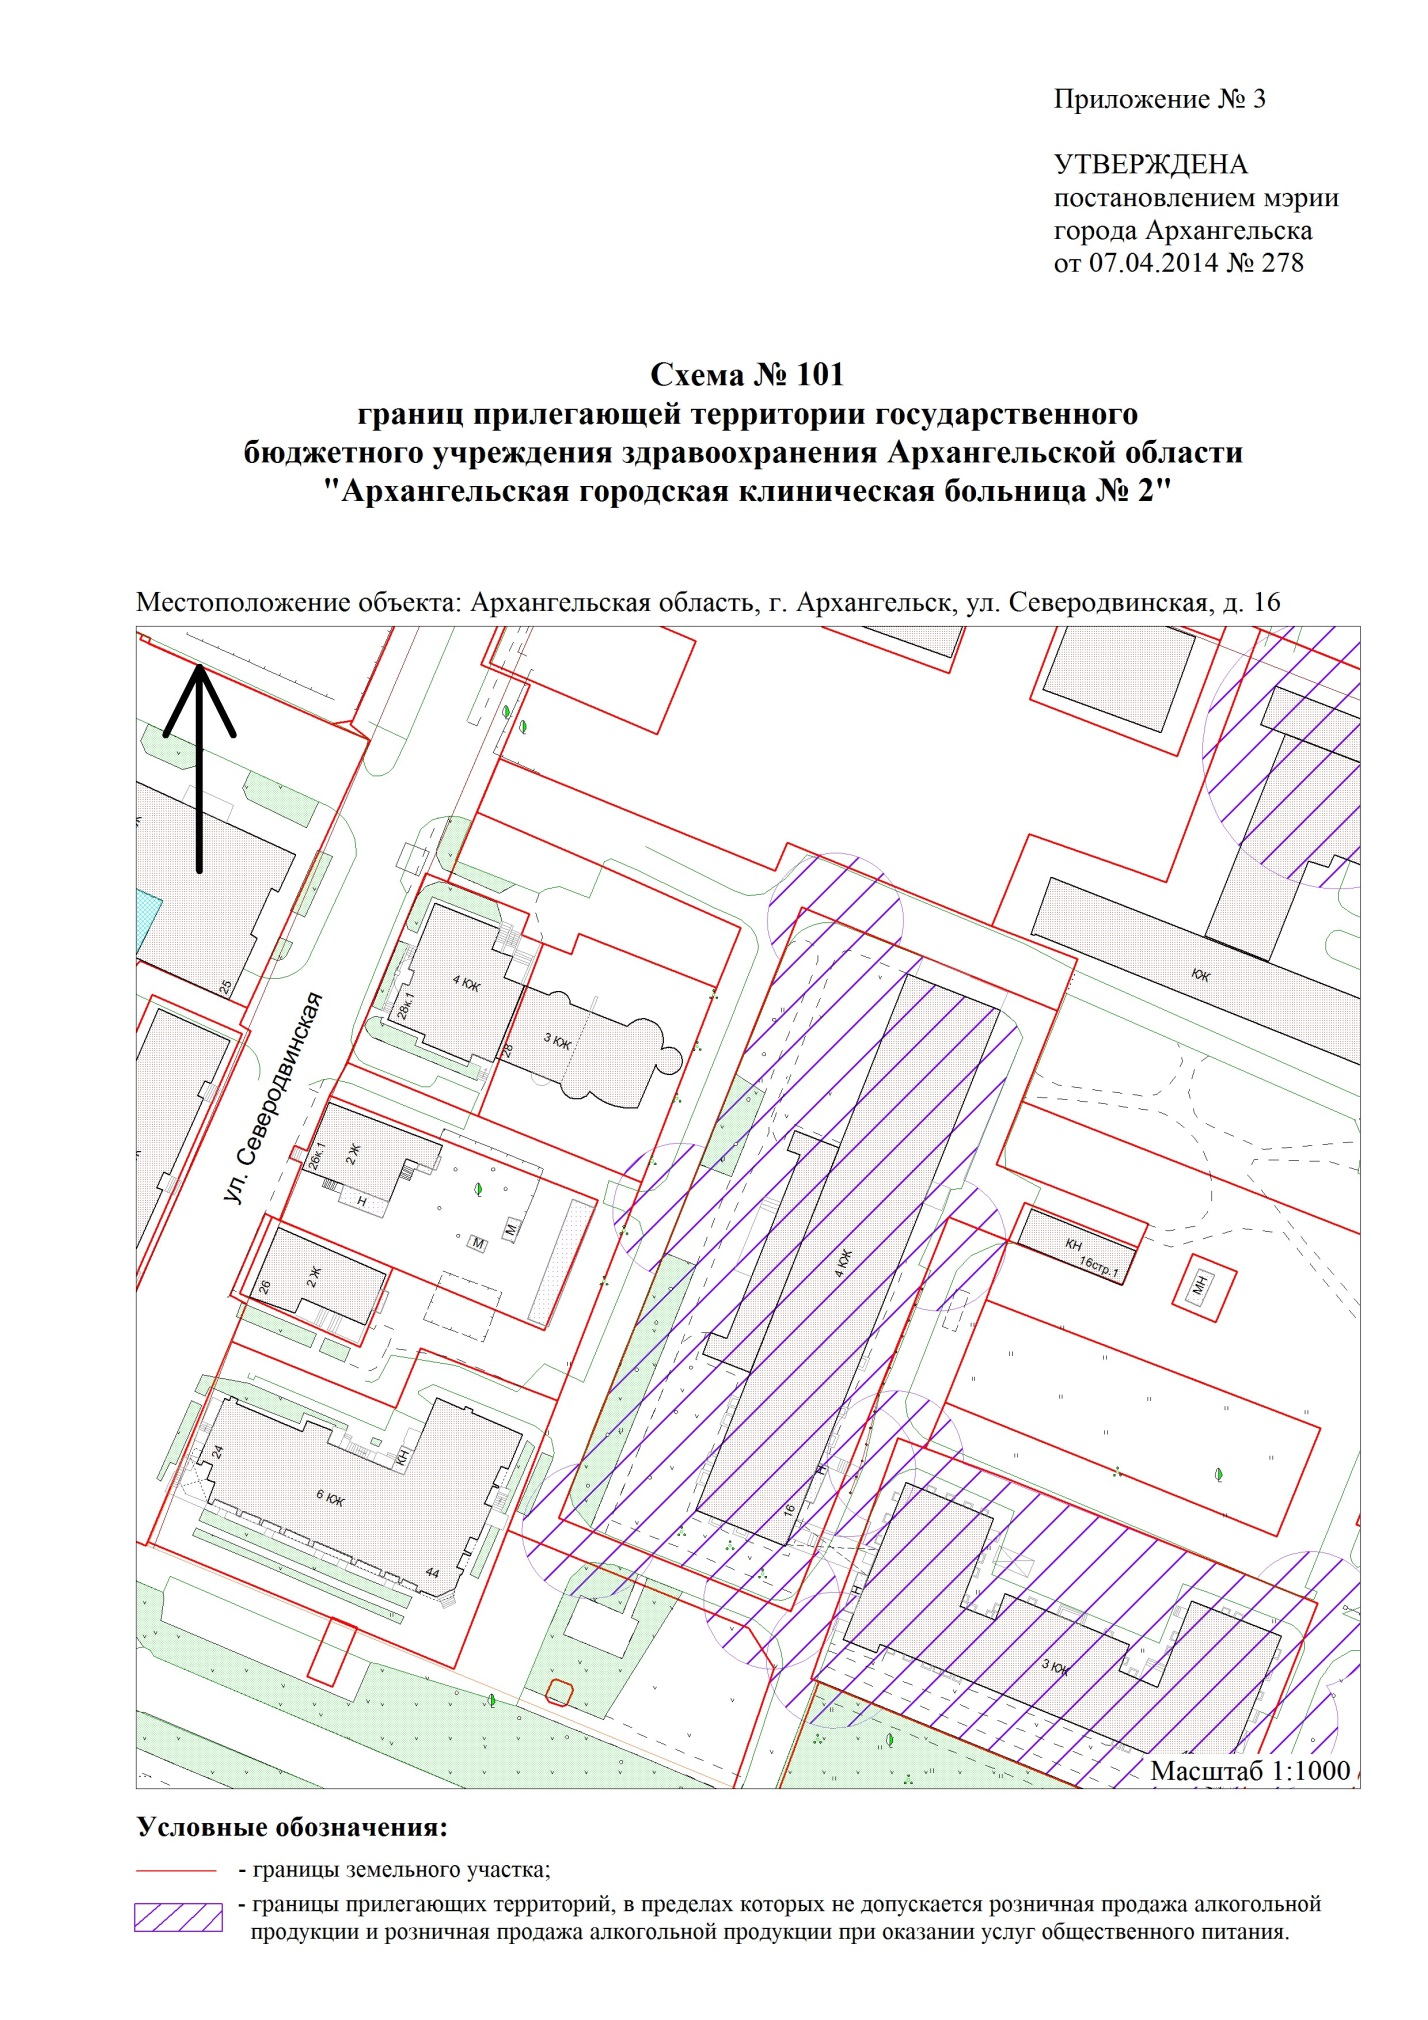 Приложение № 3
УТВЕРЖДЕНА
постановлением мэрии
города Архангельска
от 07.04.2014 № 278
Схема № 101
границ прилегающей территории государственного
бюджетного учреждения здравоохранения Архангельской области
"Архангельская городская клиническая больница № 2"
Местоположение объекта: Архангельская область, г. Архангельск, ул. Северодвинская, д. 16
25
ул. Северодвинская
4 КЖ
28к.1
28
3 КЖ
КЖ
26к.1
2 Ж
Н
М
М
26
2 Ж
4 КЖ
КН
16стр.1
МН
24
КН
6 КЖ
44
Н
16
Н
3 КЖ
Масштаб 1:1000
Условные обозначения:
- границы земельного участка;
- границы прилегающих территорий, в пределах которых не допускается розничная продажа алкогольной
продукции и розничная продажа алкогольной продукции при оказании услуг общественного питания.